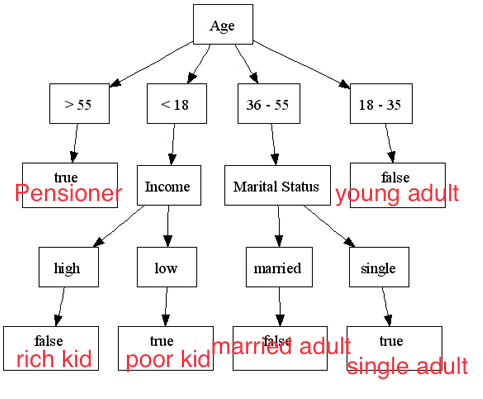 Age
> 55
< 18
36 - 55
18 - 35
true
Pensioner
Income
Marital Status
false
young adult
high
low
married
single
false
rich kid
true
poor kid
false
married adult
true
single adult